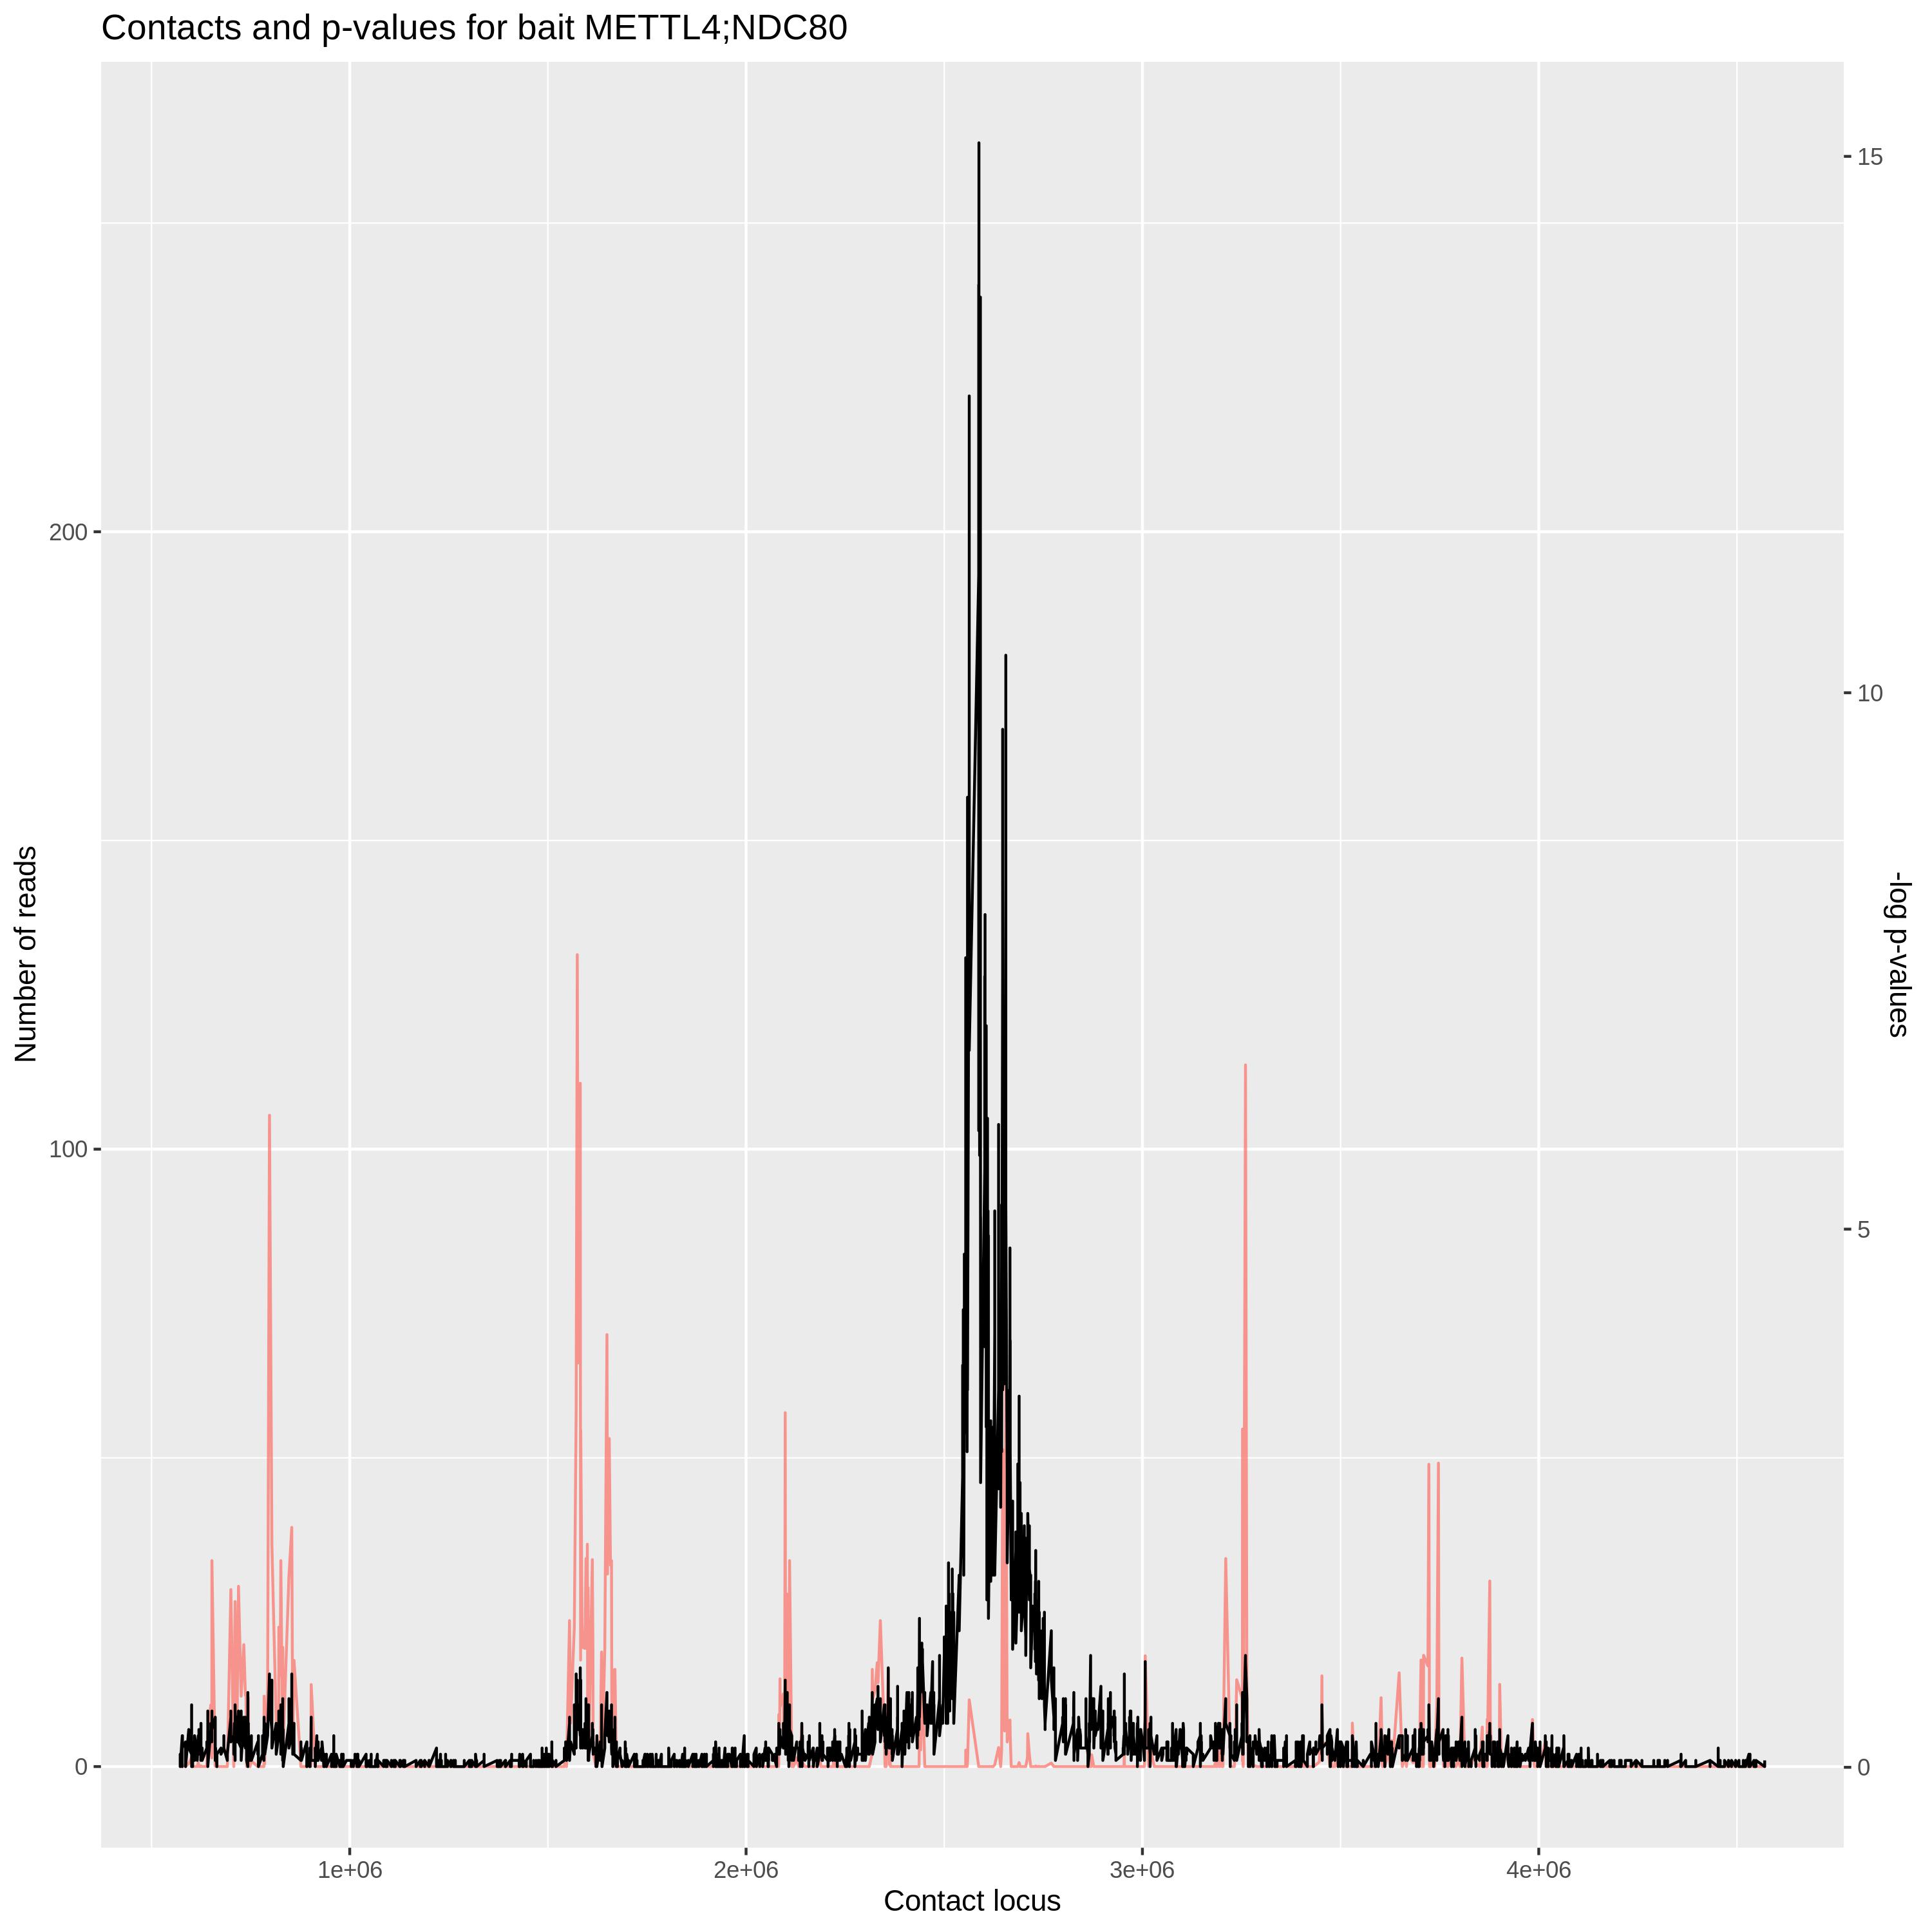 Contacts and p-values for bait METTL4;NDC80
Number of reads
200
100
0
15
10
5
0
-log p-values
1e+06
2e+06
3e+06
4e+06
Contact locus